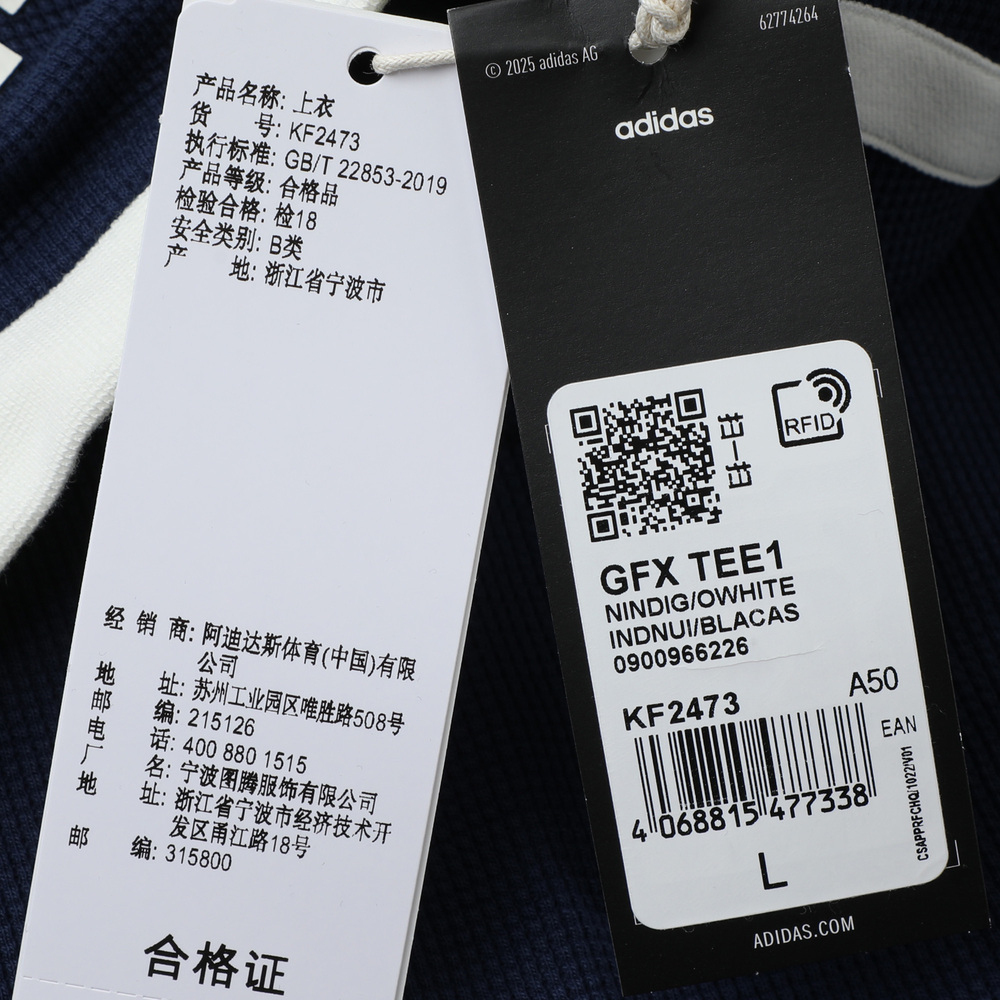 产品名称: 上衣
货 号: KF2473
执行标准: GB/T 22853-2019
产品等级: 合格品
检验合格: 检18
安全类别: B类
产 地: 浙江省宁波市
经 销 商: 阿迪达斯体育(中国)有限
公司
地 址: 苏州工业园区唯胜路508号
邮 编: 215126
电 话: 400 880 1515
厂 名: 宁波图腾服饰有限公司
地 址: 浙江省宁波市经济技术开
发区甬江路18号
邮 编: 315800
合格证
© 2025 adidas AG
62774264
adidas
RFID
GFX TEE1
NINDIG/OWHITE
INDNUI/BLACAS
0900966226
KF2473
A50
EAN
4 068815 477338
CSAPPRFCHQ/1022/V01
L
ADIDAS.COM